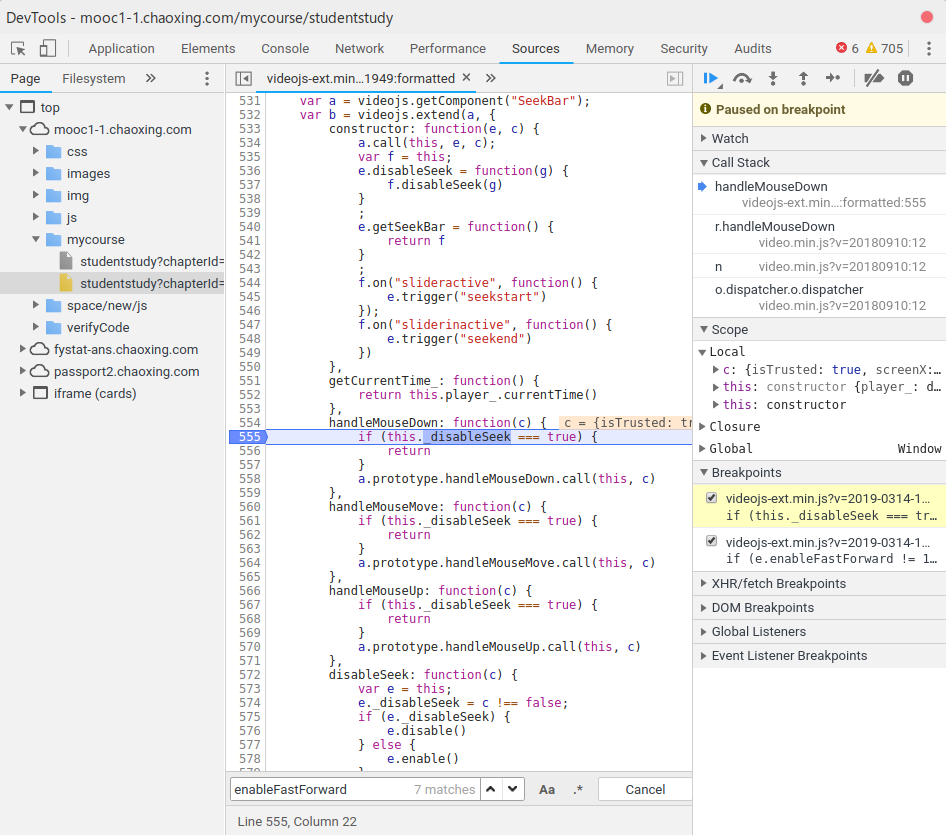 DevTools - mooc1-1.chaoxing.com/mycourse/studentstudy
Application Elements Console Network Performance Sources Memory Security Audits 6 705
Page Filesystem »
videojs-ext.min...1949:formatted × »
top
mooc1-1.chaoxing.com
css
images
img
js
mycourse
studentstudy?chapterId=
studentstudy?chapterId=
space/new/js
verifyCode
fystat-ans.chaoxing.com
passport2.chaoxing.com
iframe (cards)
531 var a = videojs.getComponent("SeekBar");
532 var b = videojs.extend(a, {
533 constructor: function(e, c) {
534 a.call(this, e, c);
535 var f = this;
536 e.disableSeek = function(g) {
537 f.disableSeek(g)
538 }
539 ;
540 e.getSeekBar = function() {
541 return f
542 }
543 ;
544 f.on("slideractive", function() {
545 e.trigger("seekstart")
546 });
547 f.on("sliderinactive", function() {
548 e.trigger("seekend")
549 })
550 },
551 getCurrentTime_: function() {
552 return this.player_.currentTime()
553 },
554 handleMouseDown: function(c) { c = {isTrusted: tr
555 if (this._disableSeek === true) {
556 return
557 }
558 a.prototype.handleMouseDown.call(this, c)
559 },
560 handleMouseMove: function(c) {
561 if (this._disableSeek === true) {
562 return
563 }
564 a.prototype.handleMouseMove.call(this, c)
565 },
566 handleMouseUp: function(c) {
567 if (this._disableSeek === true) {
568 return
569 }
570 a.prototype.handleMouseUp.call(this, c)
571 },
572 disableSeek: function(c) {
573 var e = this;
574 e._disableSeek = c !== false;
575 if (e._disableSeek) {
576 e.disable()
577 } else {
578 e.enable()
579 }
enableFastForward 7 matches Aa .* Cancel
Line 555, Column 22
Paused on breakpoint
Watch
Call Stack
handleMouseDown
videojs-ext.min...:formatted:555
r.handleMouseDown
video.min.js?v=20180910:12
n video.min.js?v=20180910:12
o.dispatcher.o.dispatcher
video.min.js?v=20180910:12
Scope
Local
c: {isTrusted: true, screenX:...
this: constructor {player_: d...
this: constructor
Closure
Global Window
Breakpoints
videojs-ext.min.js?v=2019-0314-1...
if (this._disableSeek === tr...
videojs-ext.min.js?v=2019-0314-1...
if (e.enableFastForward != 1...
XHR/fetch Breakpoints
DOM Breakpoints
Global Listeners
Event Listener Breakpoints